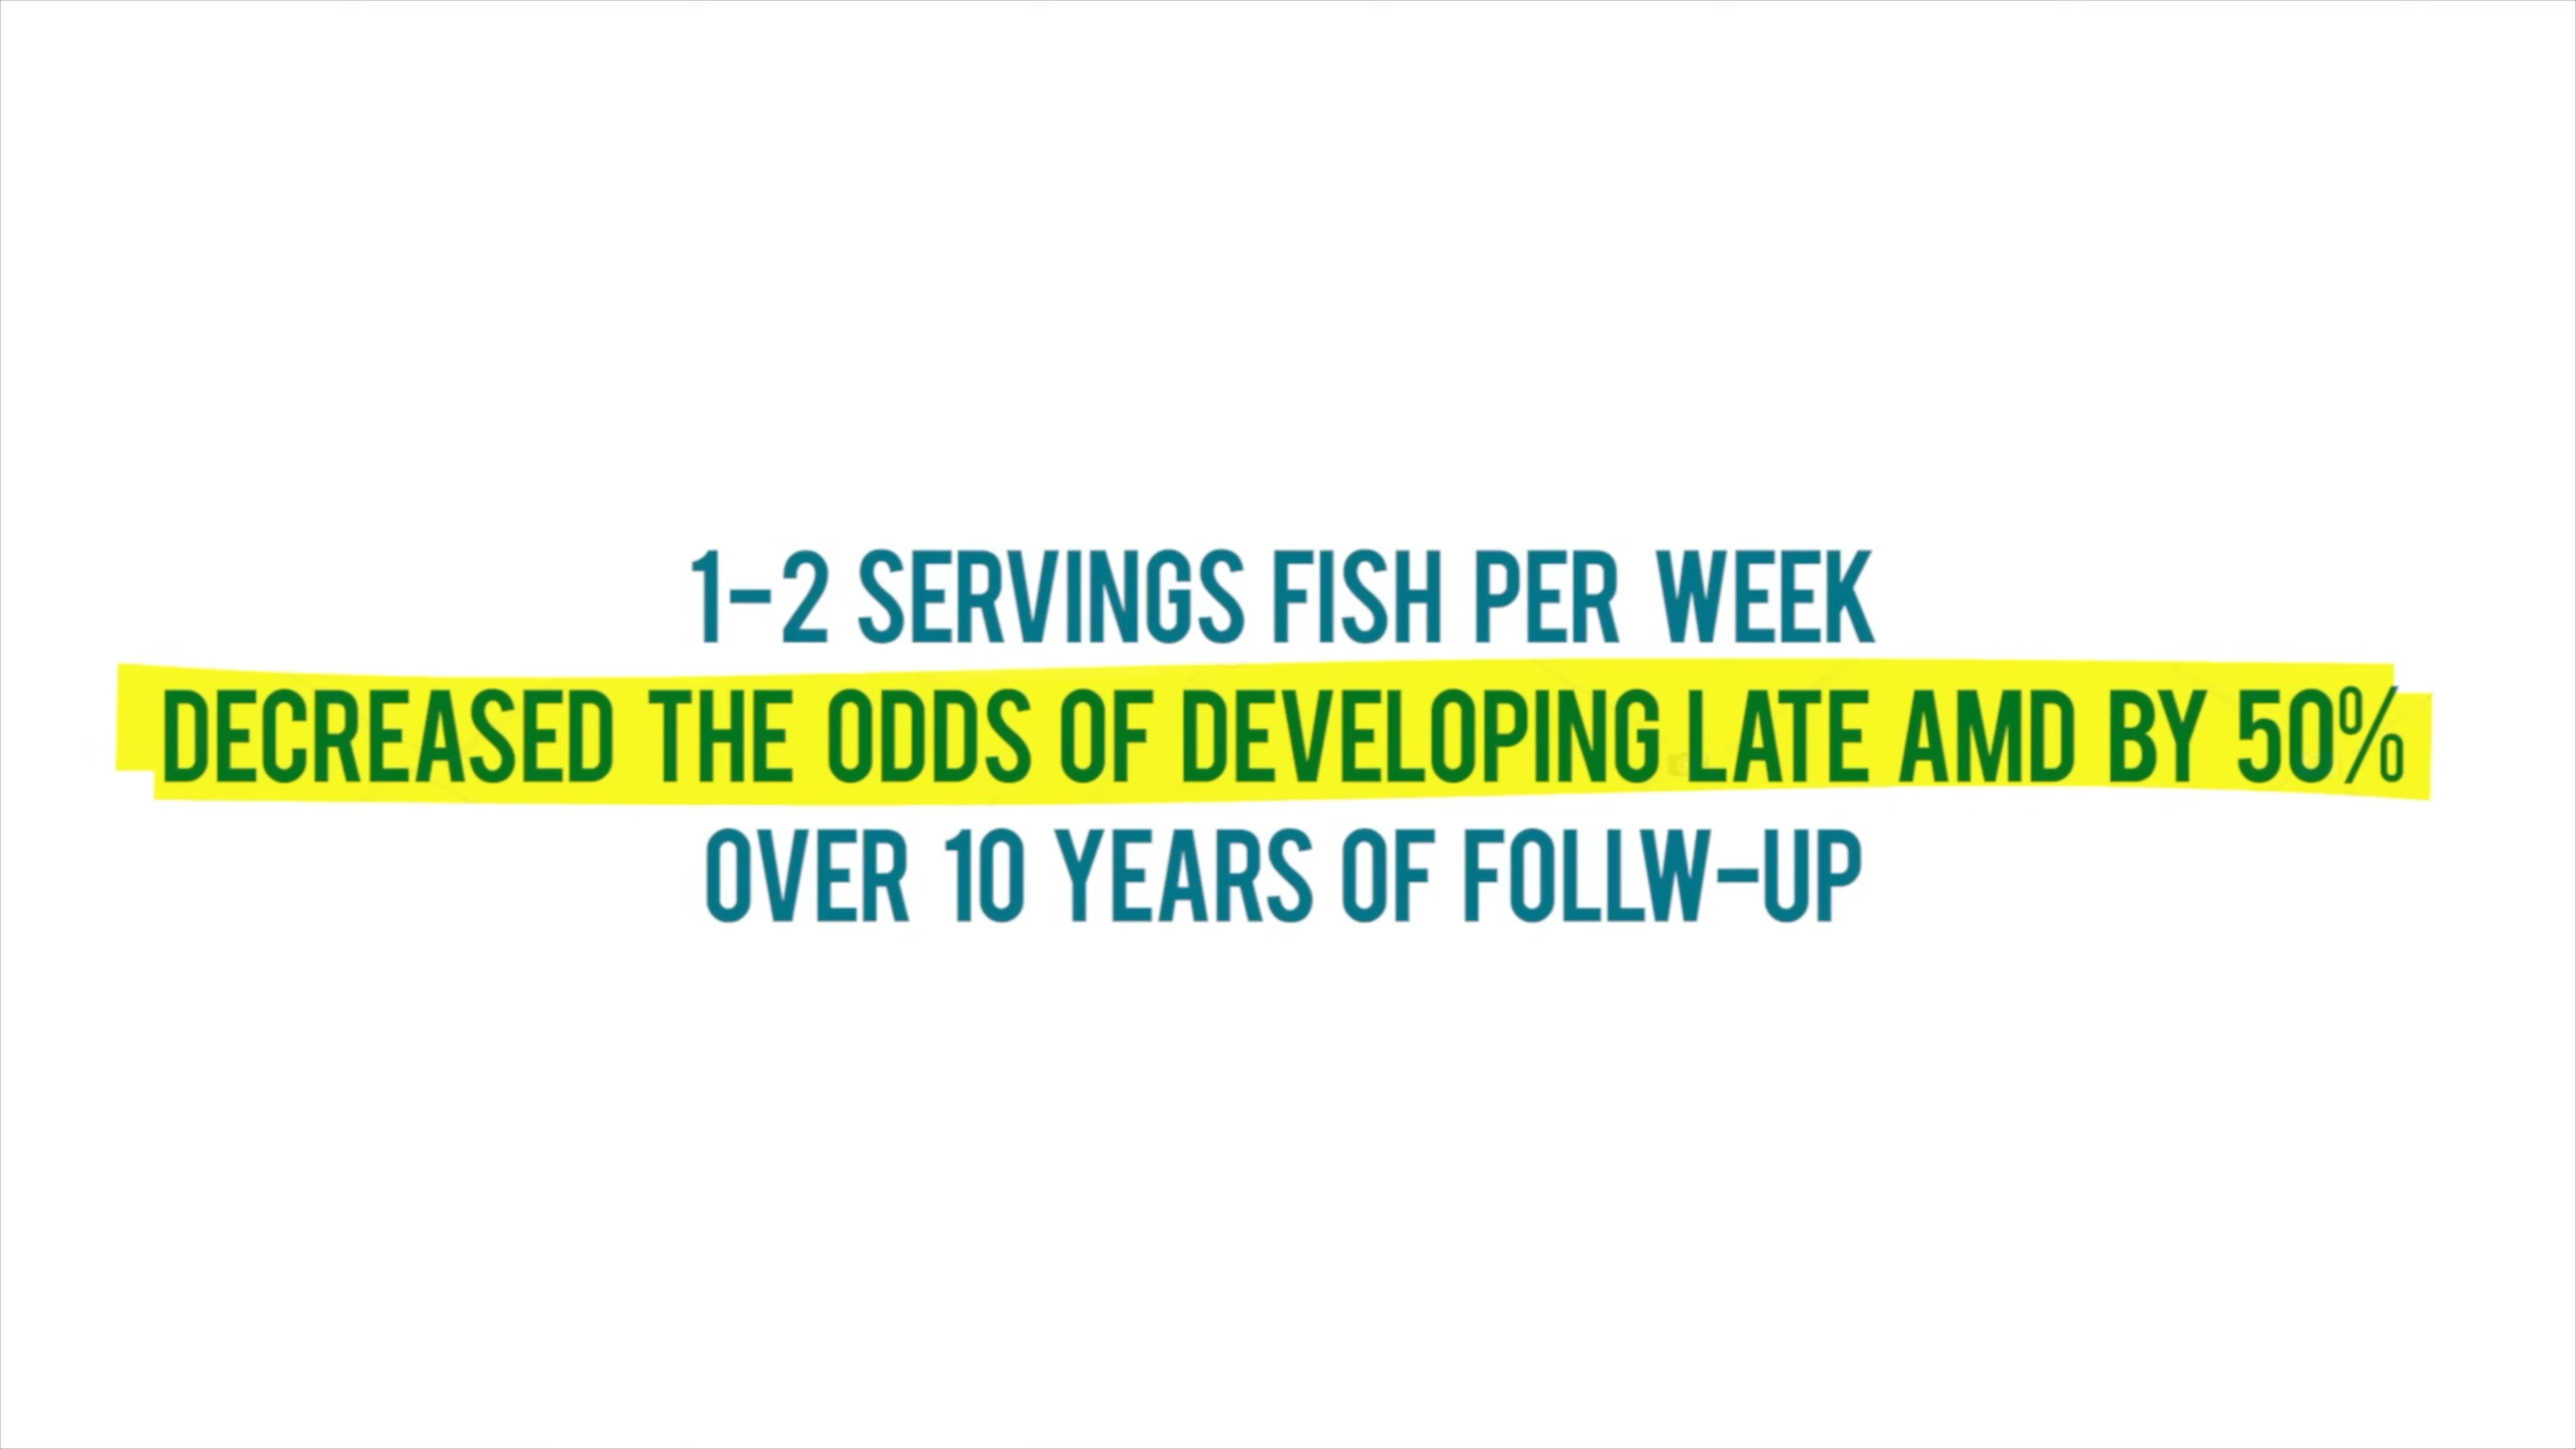 1-2 SERVINGS FISH PER WEEK
DECREASED THE ODDS OF DEVELOPING LATE AMD BY 50%
OVER 10 YEARS OF FOLLW-UP